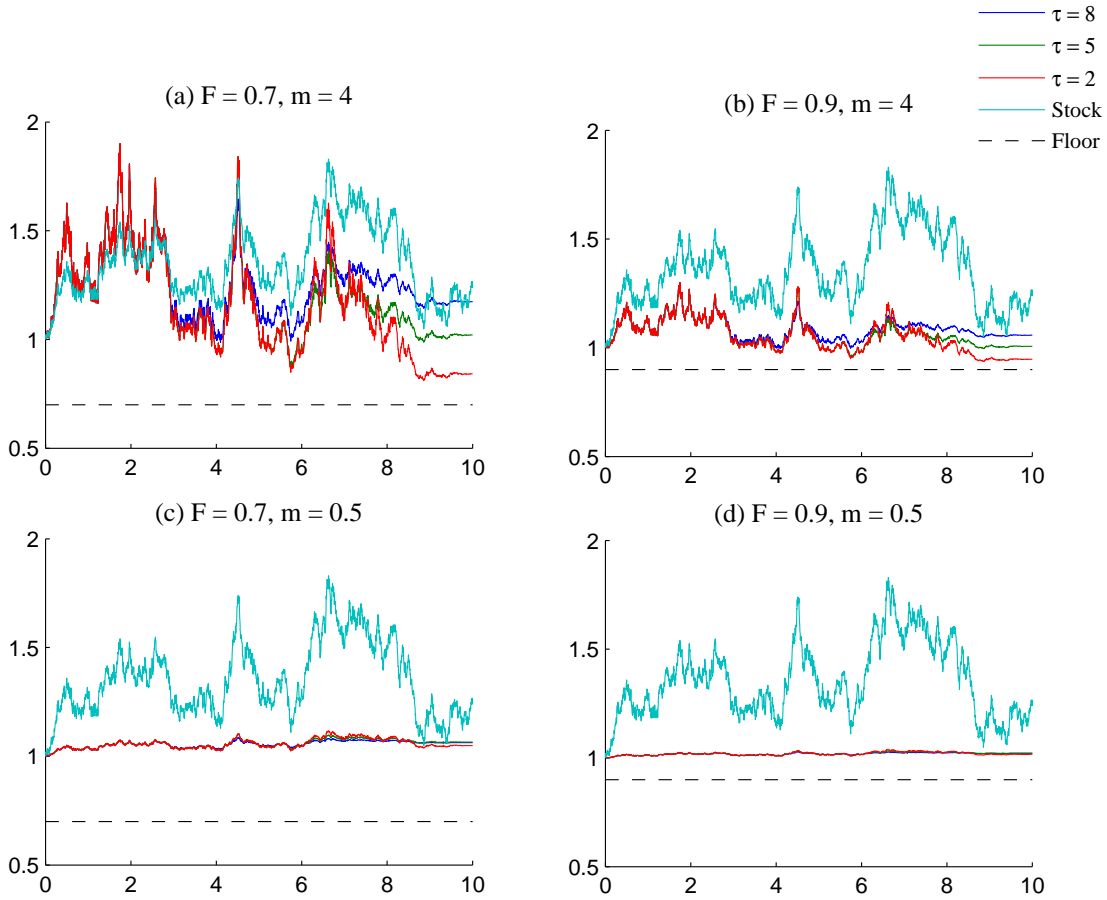 τ = 8
τ = 5
τ = 2
Stock
Floor
(a) F = 0.7, m = 4
2
1.5
1
0.5
0 2 4 6 8 10
(b) F = 0.9, m = 4
2
1.5
1
0.5
0 2 4 6 8 10
(c) F = 0.7, m = 0.5
2
1.5
1
0.5
0 2 4 6 8 10
(d) F = 0.9, m = 0.5
2
1.5
1
0.5
0 2 4 6 8 10